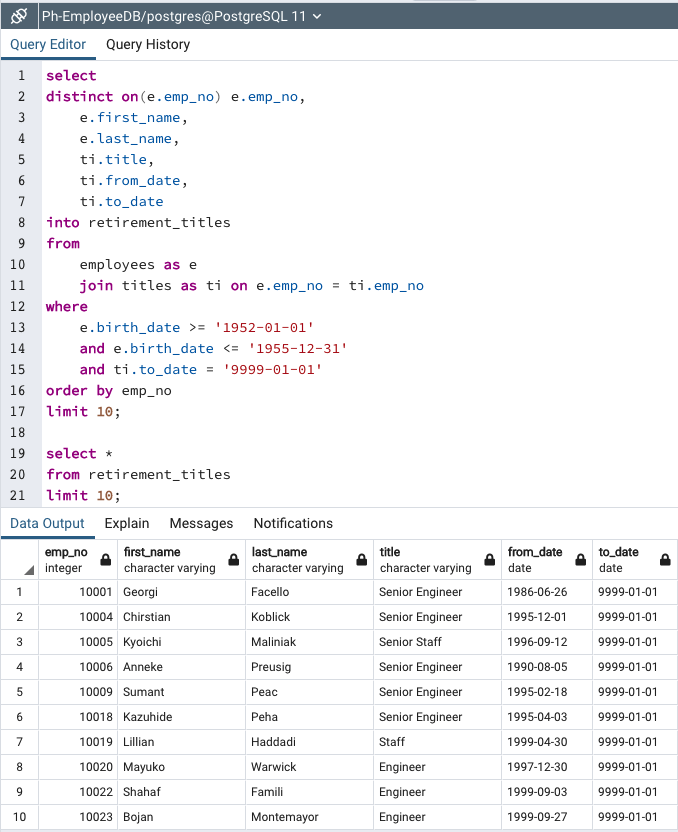 Ph-EmployeeDB/postgres@PostgreSQL 11
Query Editor Query History
1 select
2 distinct on(e.emp_no) e.emp_no,
3 e.first_name,
4 e.last_name,
5 ti.title,
6 ti.from_date,
7 ti.to_date
8 into retirement_titles
9 from
10 employees as e
11 join titles as ti on e.emp_no = ti.emp_no
12 where
13 e.birth_date >= '1952-01-01'
14 and e.birth_date <= '1955-12-31'
15 and ti.to_date = '9999-01-01'
16 order by emp_no
17 limit 10;
18
19 select *
20 from retirement_titles
21 limit 10;
Data Output Explain Messages Notifications
emp_no first_name last_name title from_date to_date
integer character varying character varying character varying date date
1 10001 Georgi Facello Senior Engineer 1986-06-26 9999-01-01
2 10004 Chirstian Koblick Senior Engineer 1995-12-01 9999-01-01
3 10005 Kyoichi Maliniak Senior Staff 1996-09-12 9999-01-01
4 10006 Anneke Preusig Senior Engineer 1990-08-05 9999-01-01
5 10009 Sumant Peac Senior Engineer 1995-02-18 9999-01-01
6 10018 Kazuhide Peha Senior Engineer 1995-04-03 9999-01-01
7 10019 Lillian Haddadi Staff 1999-04-30 9999-01-01
8 10020 Mayuko Warwick Engineer 1997-12-30 9999-01-01
9 10022 Shahaf Famili Engineer 1999-09-03 9999-01-01
10 10023 Bojan Montemayor Engineer 1999-09-27 9999-01-01